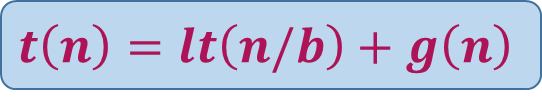 t(n) = lt(n/b) + g(n)